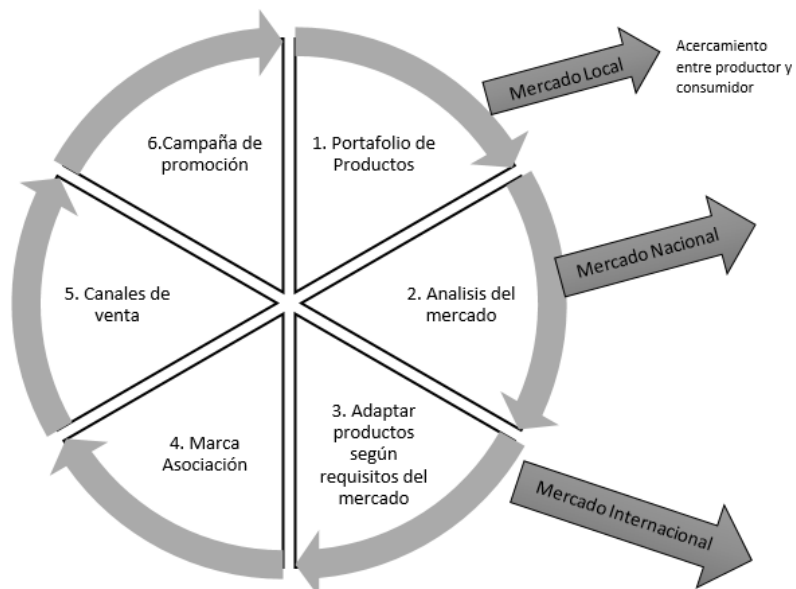 6.Campaña de
promoción
1. Portafolio de
Productos
Mercado Local
Acercamiento
entre productor y
consumidor
5. Canales de
venta
2. Analisis del
mercado
Mercado Nacional
4. Marca
Asociación
3. Adaptar
productos
según
requisitos del
mercado
Mercado Internacional